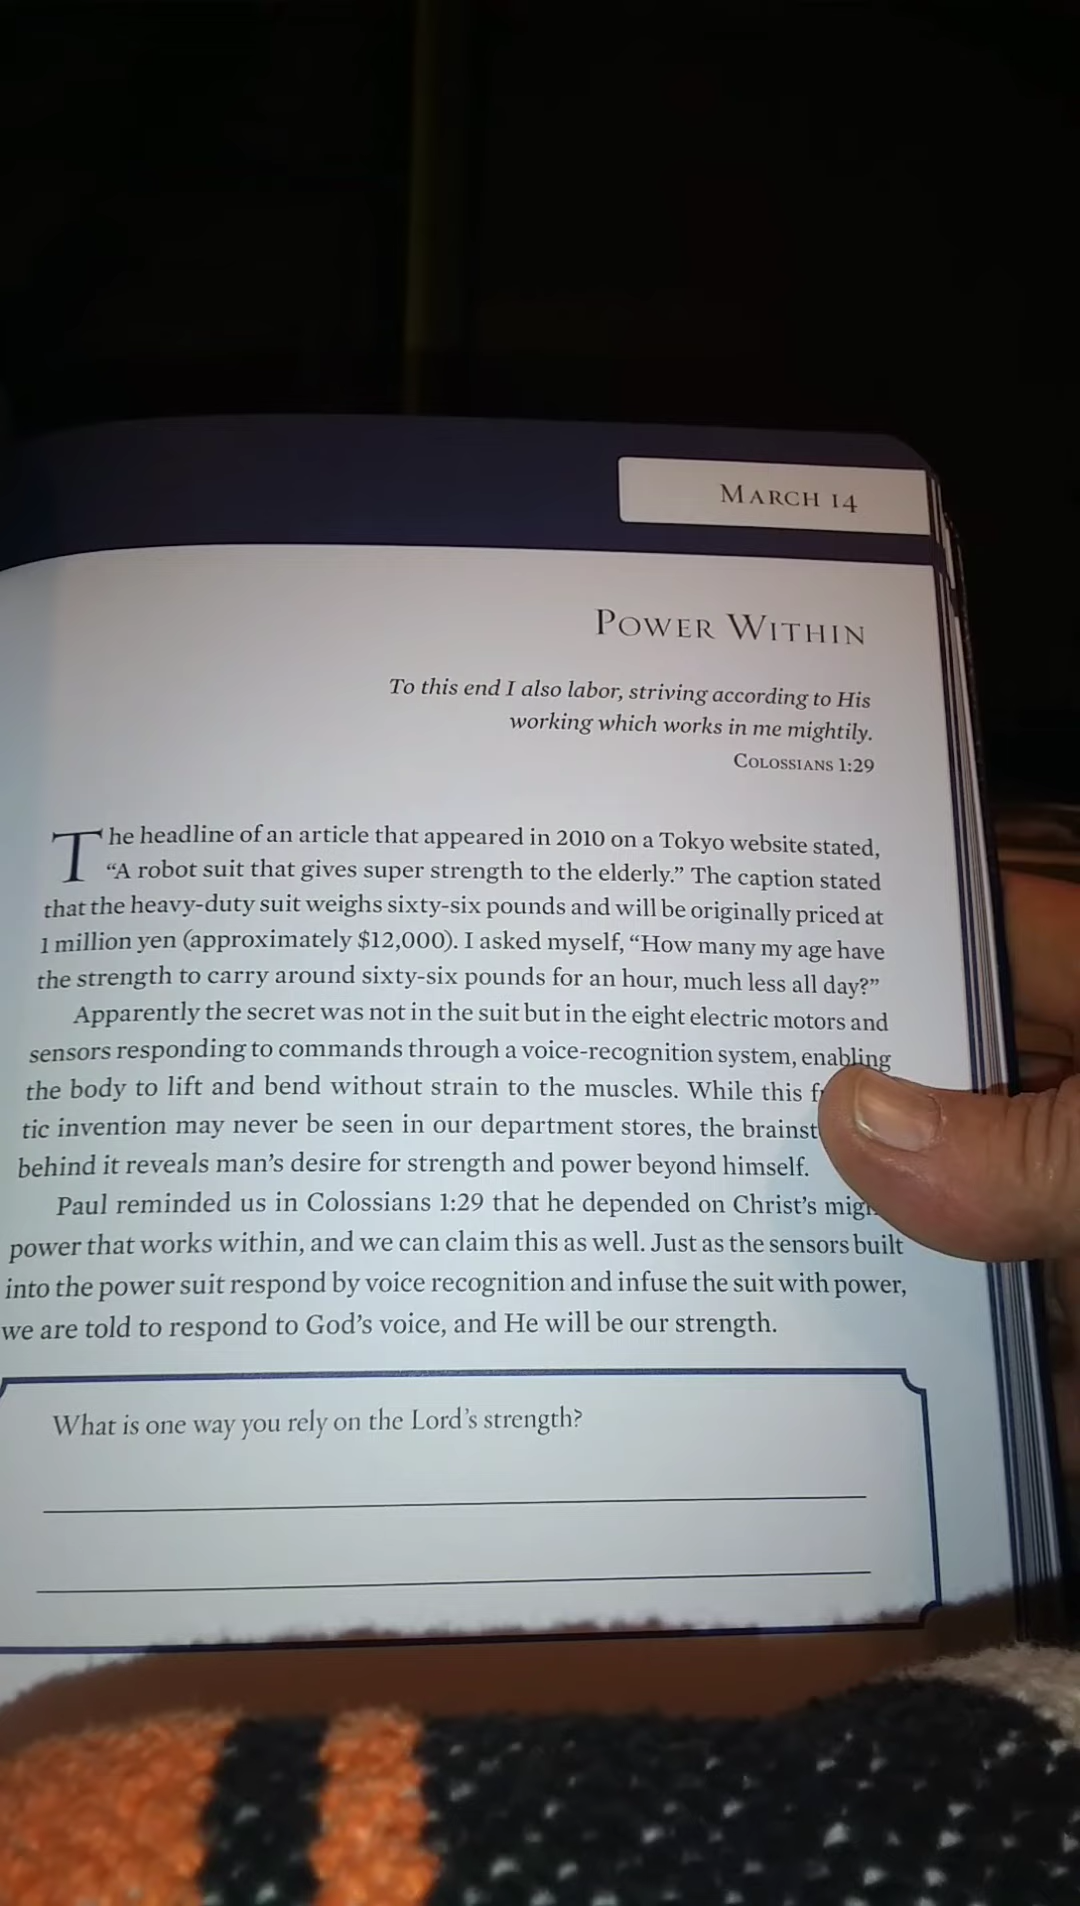 MARCH 14
POWER WITHIN
To this end I also labor, striving according to His
working which works in me mightily.
COLOSSIANS 1:29
The headline of an article that appeared in 2010 on a Tokyo website stated,
“A robot suit that gives super strength to the elderly.” The caption stated
that the heavy-duty suit weighs sixty-six pounds and will be originally priced at
1 million yen (approximately $12,000). I asked myself, “How many my age have
the strength to carry around sixty-six pounds for an hour, much less all day?”
Apparently the secret was not in the suit but in the eight electric motors and
sensors responding to commands through a voice-recognition system, enabling
the body to lift and bend without strain to the muscles. While this
tic invention may never be seen in our department stores, the
behind it reveals man’s desire for strength and power beyond himself.
Paul reminded us in Colossians 1:29 that he depended on Christ’s
power that works within, and we can claim this as well. Just as the sensors built
into the power suit respond by voice recognition and infuse the suit with power,
we are told to respond to God’s voice, and He will be our strength.
What is one way you rely on the Lord’s strength?